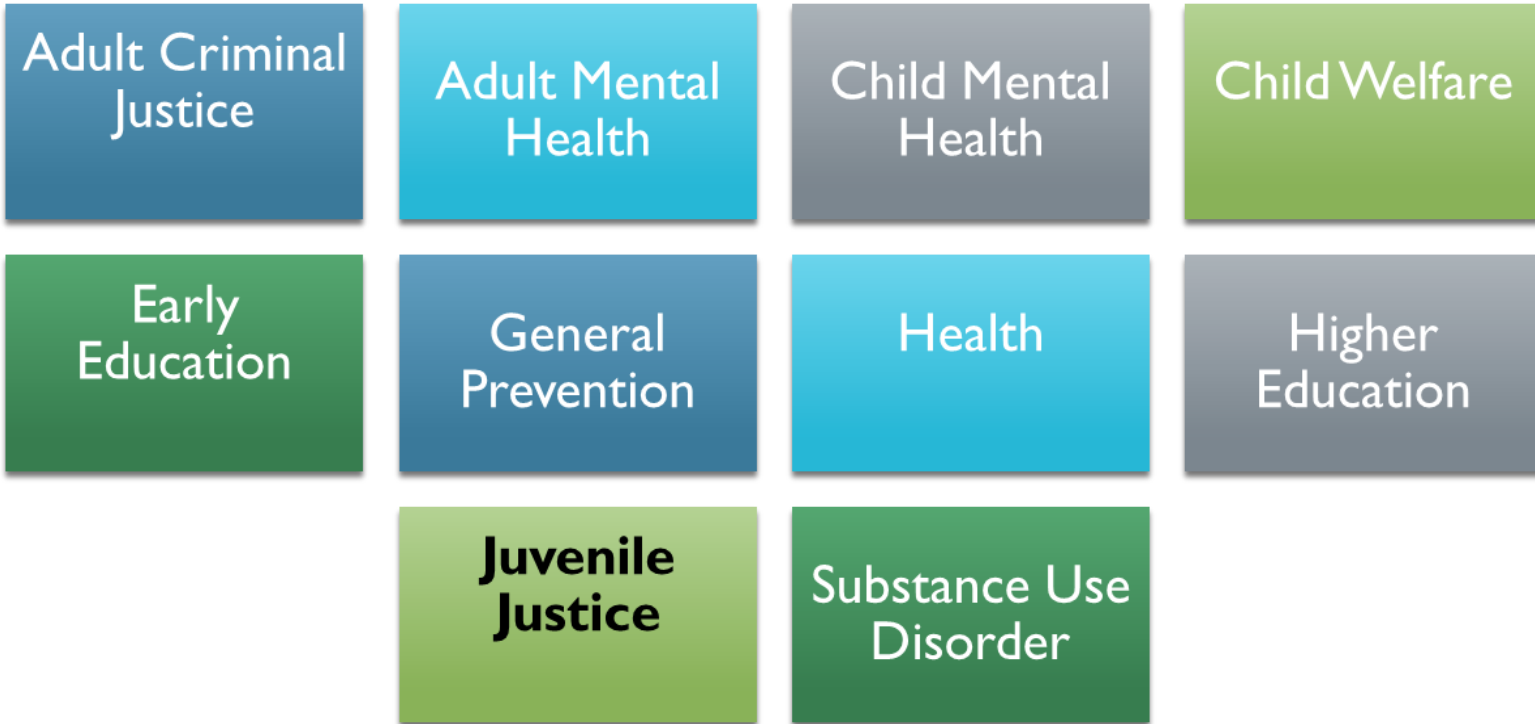 Adult Criminal
Justice
Adult Mental
Health
Child Mental
Health
Child Welfare
Early
Education
General
Prevention
Health
Higher
Education
Juvenile
Justice
Substance Use
Disorder